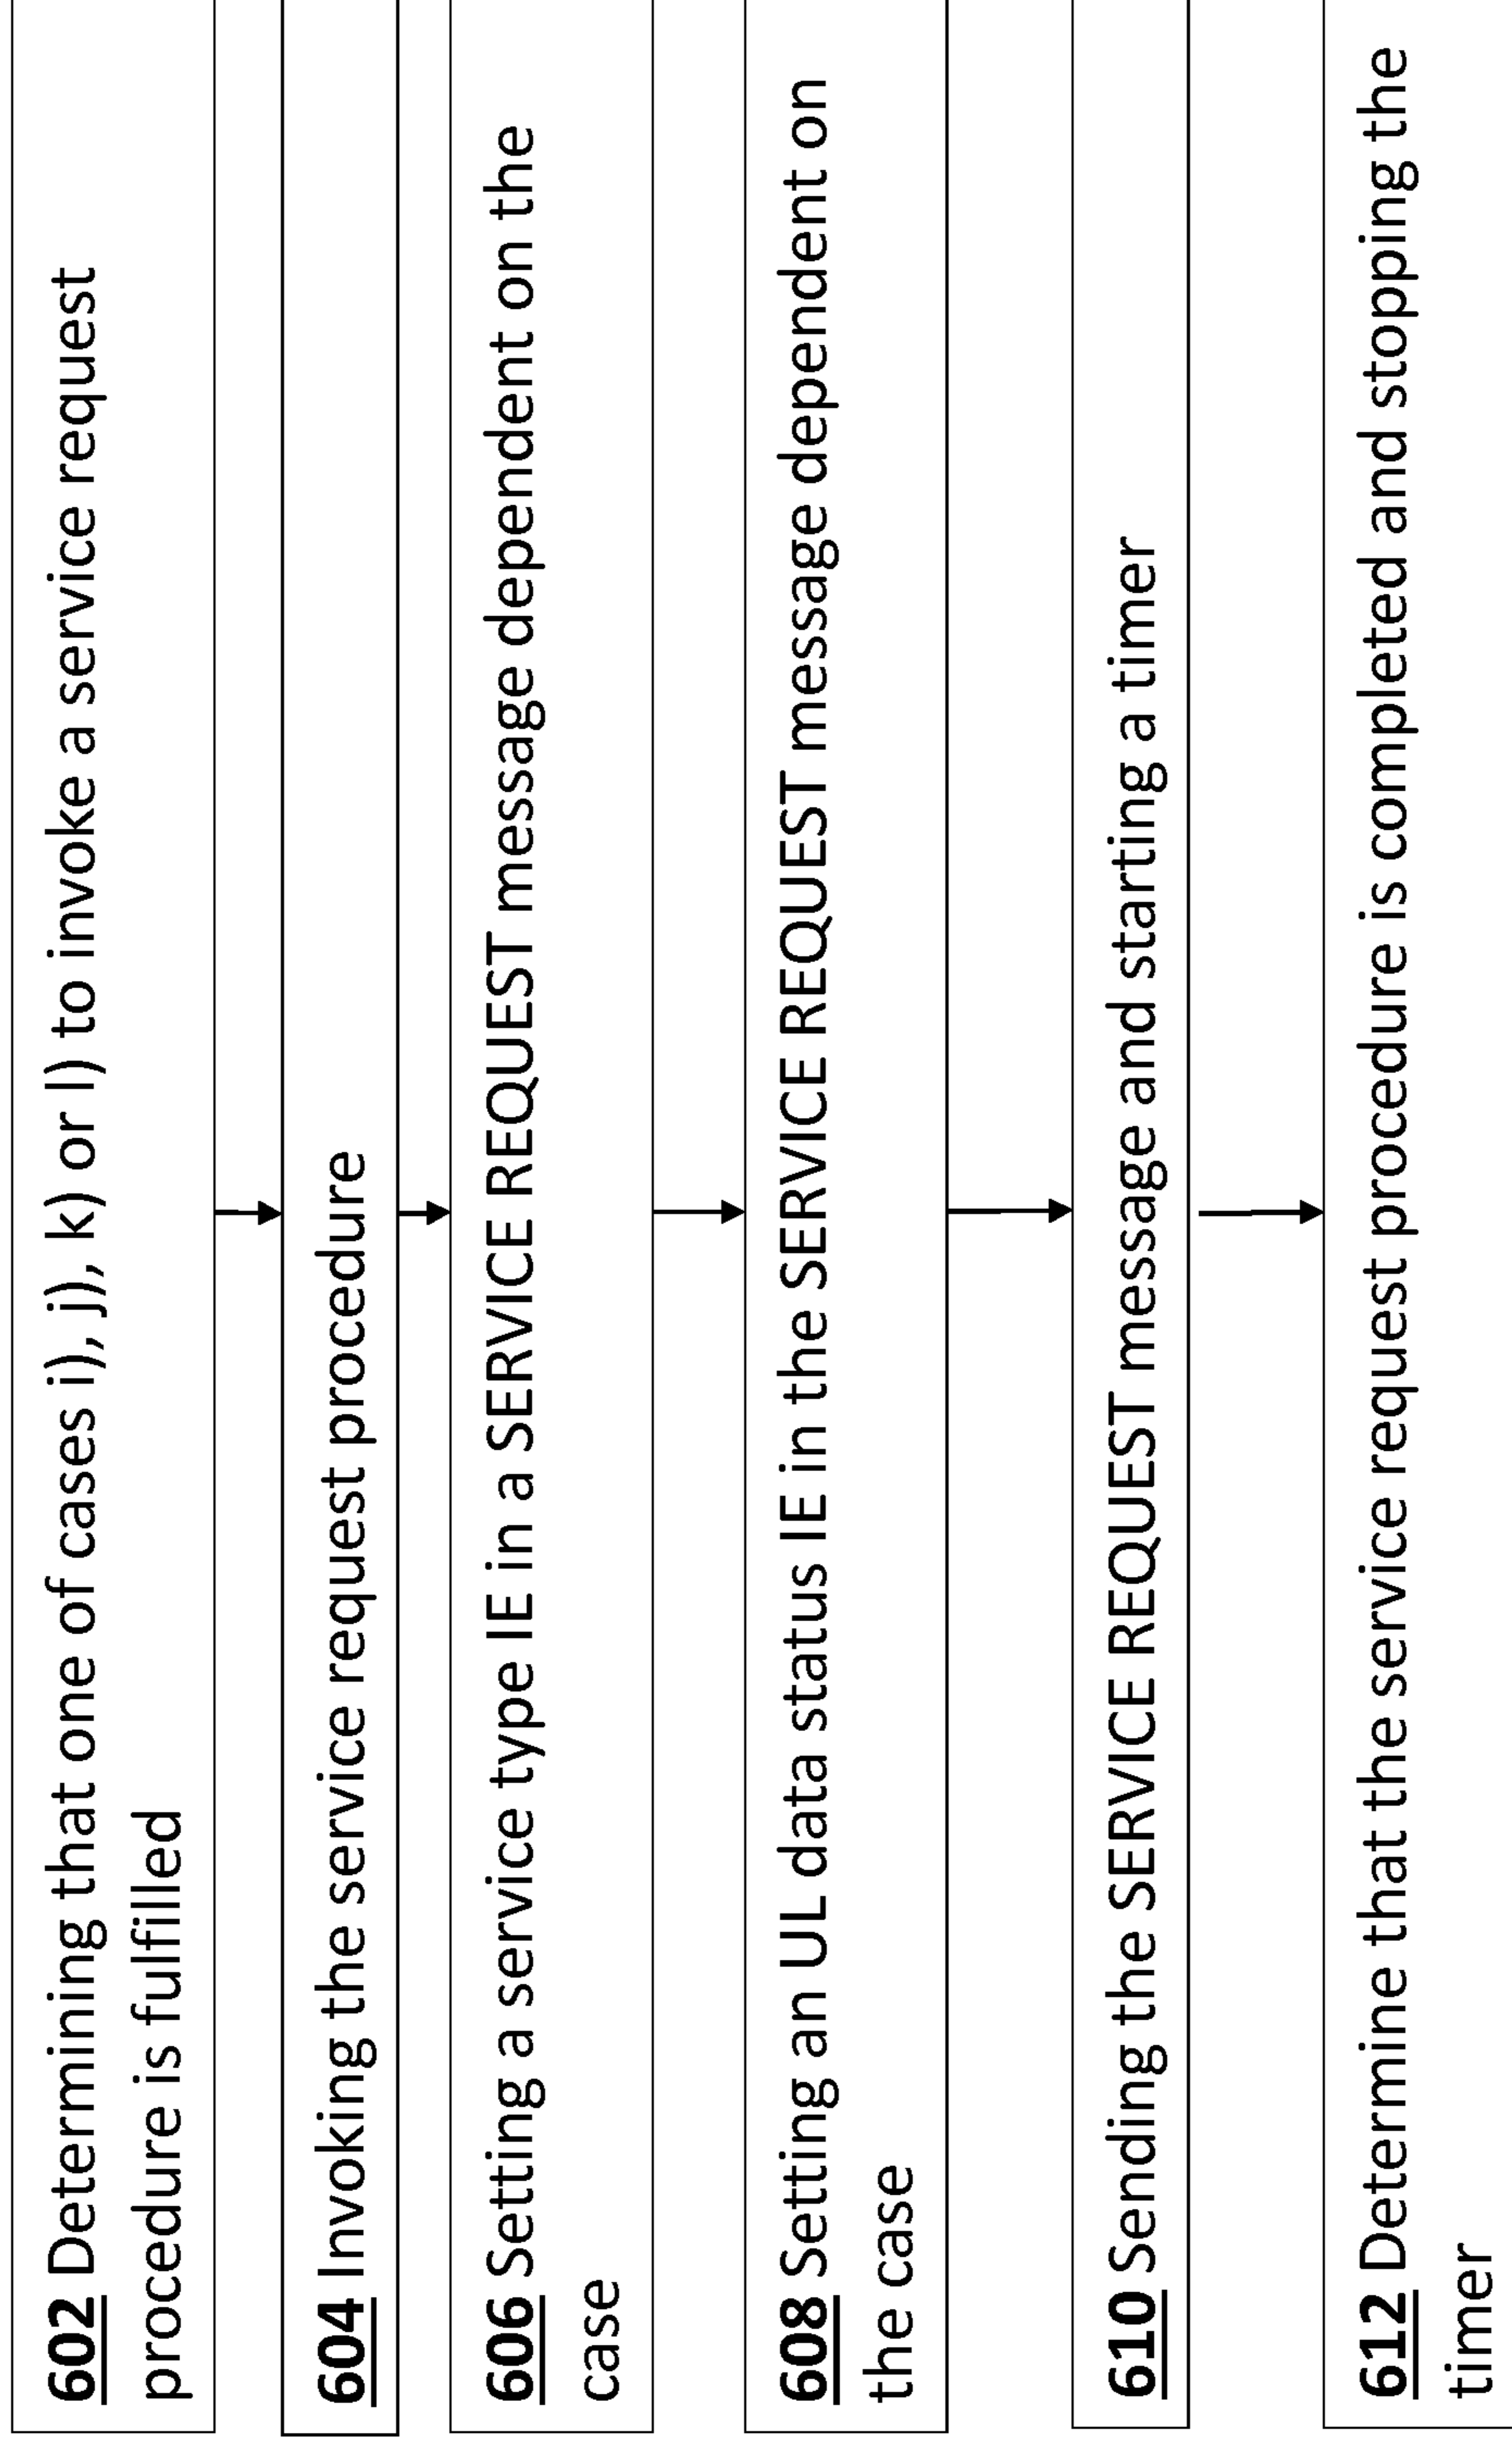 602 Determining that one of cases i), j), k) or l) to invoke a service request
procedure is fulfilled
604 Invoking the service request procedure
606 Setting a service type IE in a SERVICE REQUEST message dependent on the
case
608 Setting an UL data status IE in the SERVICE REQUEST message dependent on
the case
610 Sending the SERVICE REQUEST message and starting a timer
612 Determine that the service request procedure is completed and stopping the
timer